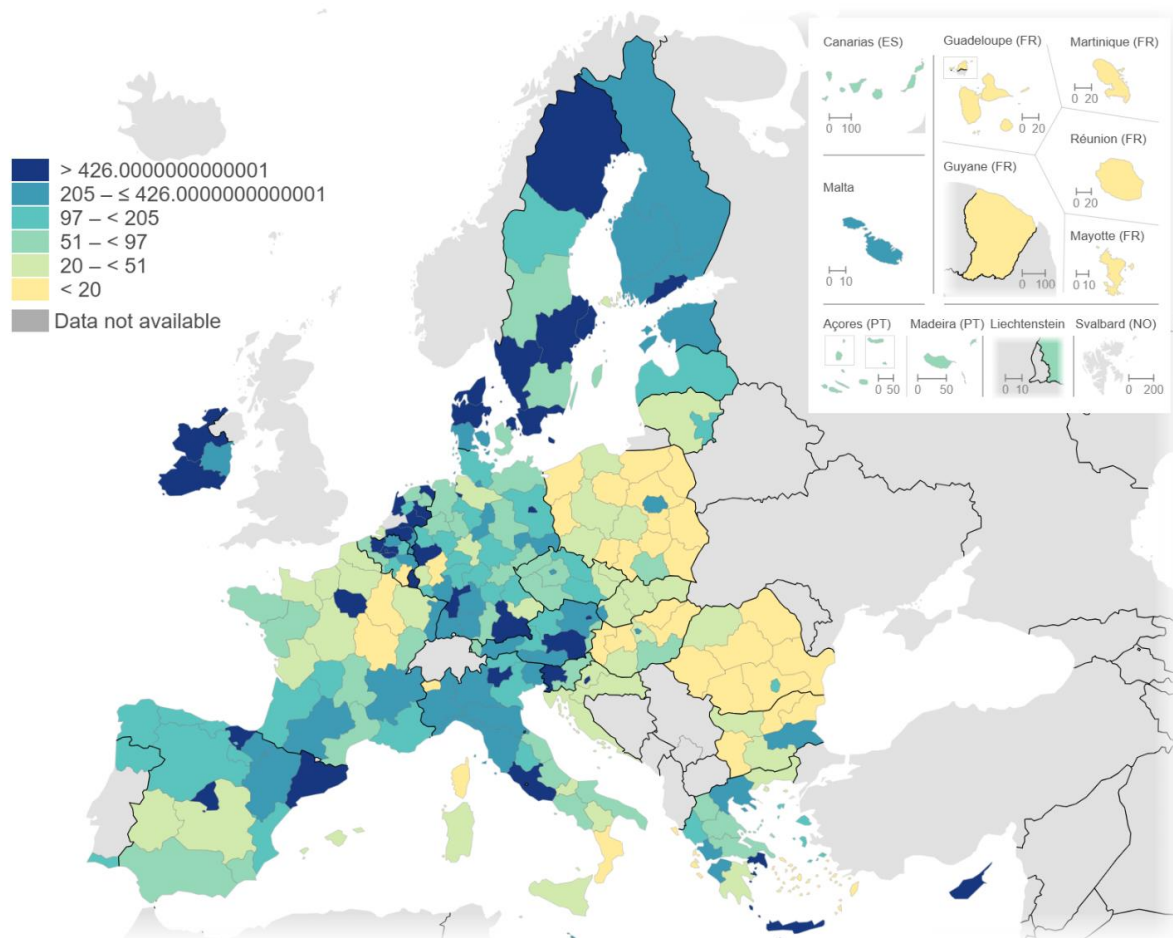 > 426.0000000000001
205 – ≤ 426.0000000000001
97 – < 205
51 – < 97
20 – < 51
< 20
Data not available
Canarias (ES)
0 100
Guadeloupe (FR)
0 20
Martinique (FR)
0 20
Réunion (FR)
0 20
Guyane (FR)
0 100
Malta
0 10
Mayotte (FR)
0 10
Açores (PT)
0 50
Madeira (PT)
0 50
Liechtenstein
0 10
Svalbard (NO)
0 200